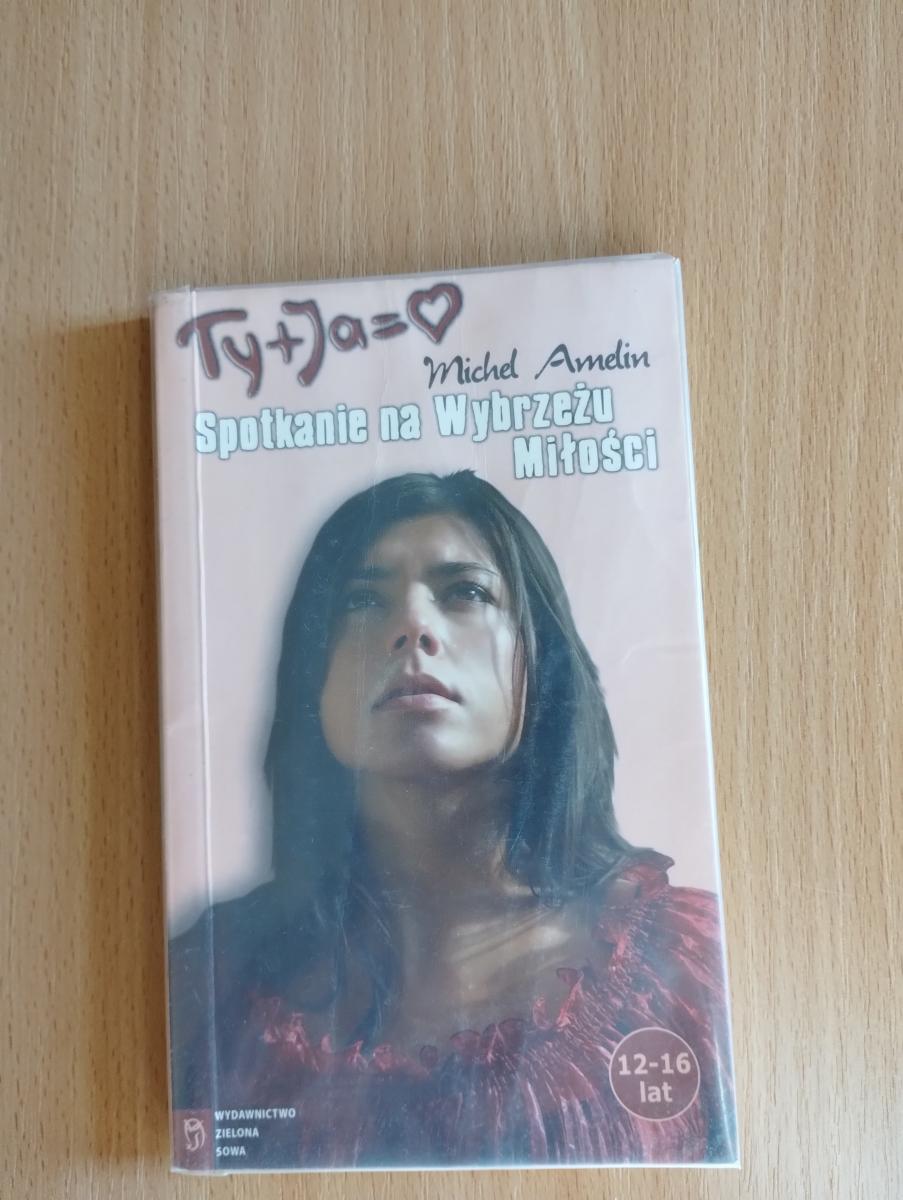 Ty+Ja=♡
Michel Amelin
Spotkanie na Wybrzeżu
Miłości
12-16
lat
WYDAWNICTWO
ZIELONA
SOWA